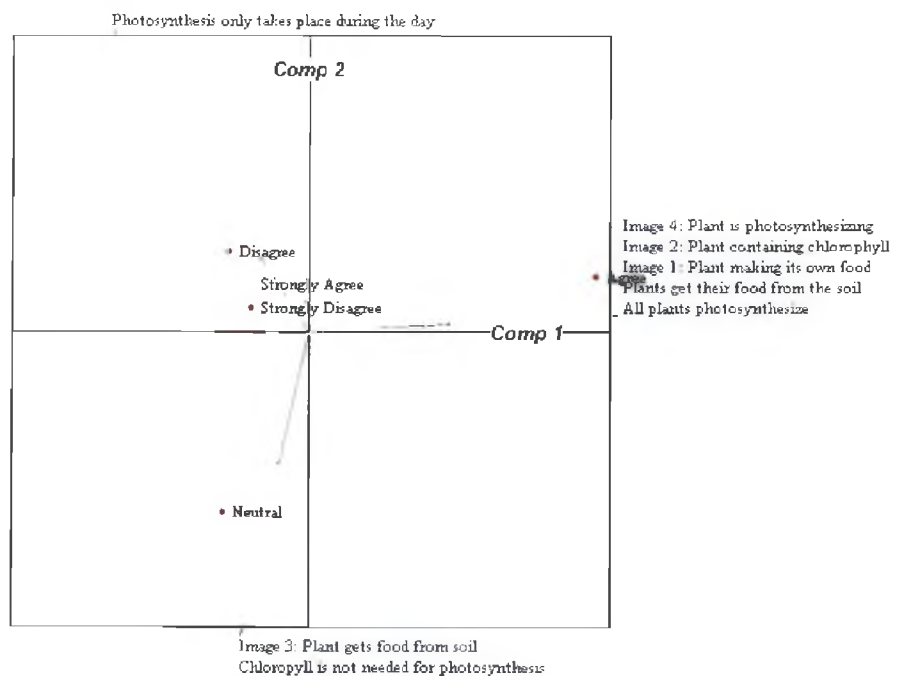 Photosynthesis only takes place during the day
Comp 2
Image 4: Plant is photosynthesizing
Image 2: Plant containing chlorophyll
Image 1: Plant making its own food
Agree
Plants get their food from the soil
All plants photosynthesize
Disagree
Strongly Agree
Strongly Disagree
Comp 1
Neutral
Image 3: Plant gets food from soil
Chloropyll is not needed for photosynthesis